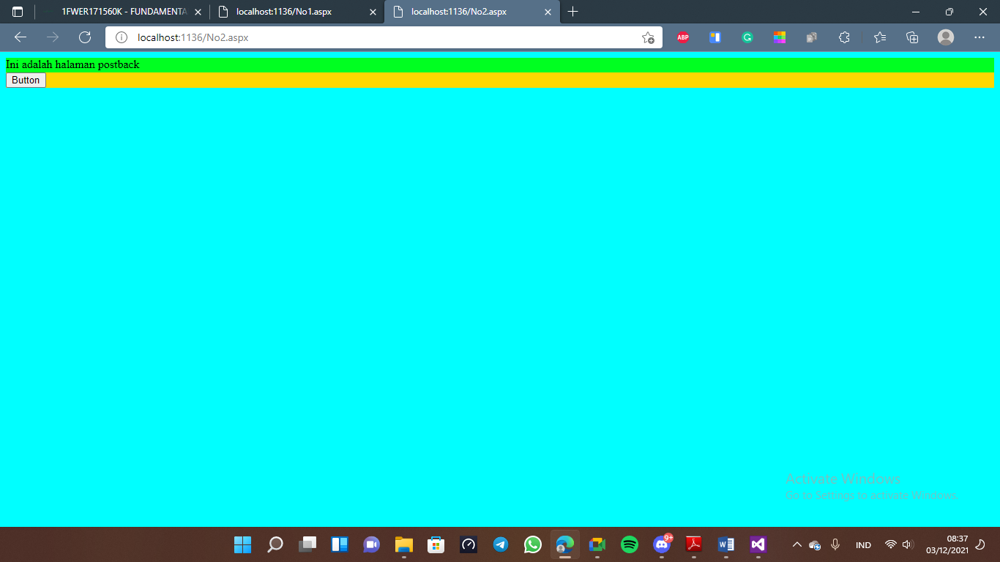 1FWER171560K - FUNDAMENTA
localhost:1136/No1.aspx
localhost:1136/No2.aspx
localhost:1136/No2.aspx
ABP
G
Ini adalah halaman postback
Button
Activate Windows
Go to Settings to activate Windows.
9+
W
IND
08:37
03/12/2021